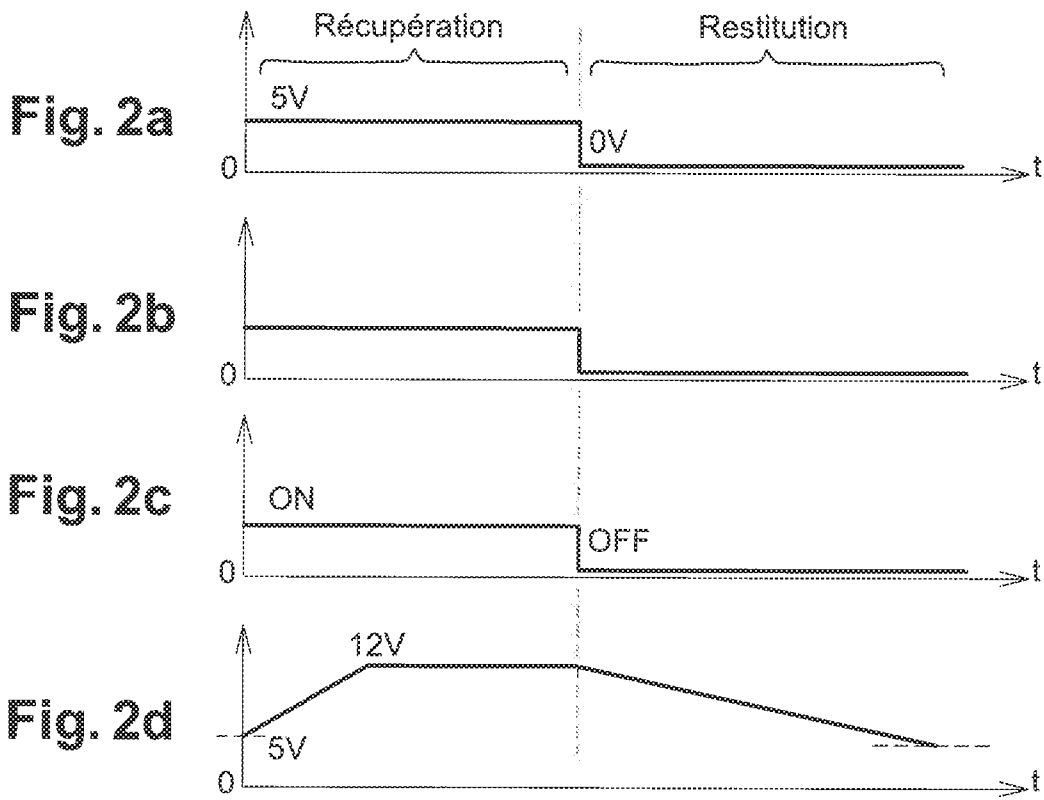 Récupération
Restitution
Fig. 2a
5V
0V
0
t
Fig. 2b
0
t
Fig. 2c
ON
OFF
0
t
Fig. 2d
12V
5V
0
t